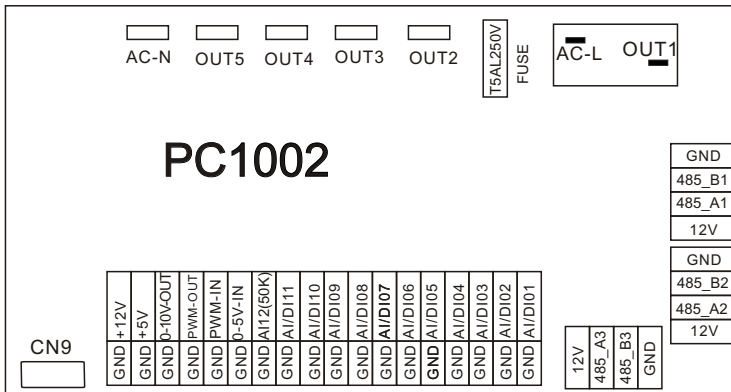 AC-N OUT5 OUT4 OUT3 OUT2 T5AL250V FUSE AC-L OUT1
PC1002
GND
485_B1
485_A1
12V
GND
485_B2
485_A2
12V
+12V
+5V
0-10V-OUT
PWM-OUT
PWM-IN
0-5V-IN
AI12(50K)
AI/DI11
AI/DI10
AI/DI09
AI/DI08
AI/DI07
AI/DI06
AI/DI05
AI/DI04
AI/DI03
AI/DI02
AI/DI01
GND GND GND GND GND GND GND GND GND GND GND GND GND GND GND GND GND GND
CN9
12V
485_A3
485_B3
GND